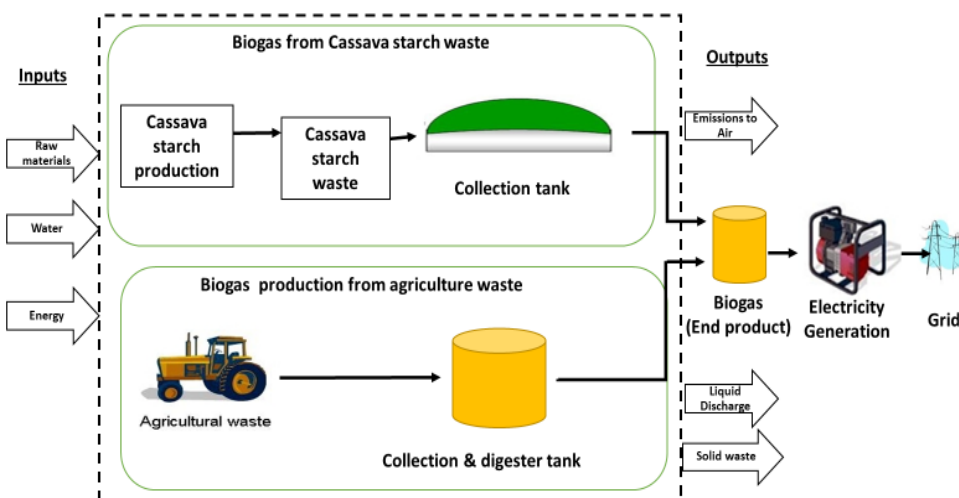 Biogas from Cassava starch waste
Inputs
Outputs
Raw
materials
Water
Energy
Cassava
starch
production
Cassava
starch
waste
Collection tank
Emissions to
Air
Biogas
(End product)
Electricity
Generation
Grid
Biogas  production from agriculture waste
Agricultural waste
Collection & digester tank
Liquid
Discharge
Solid waste